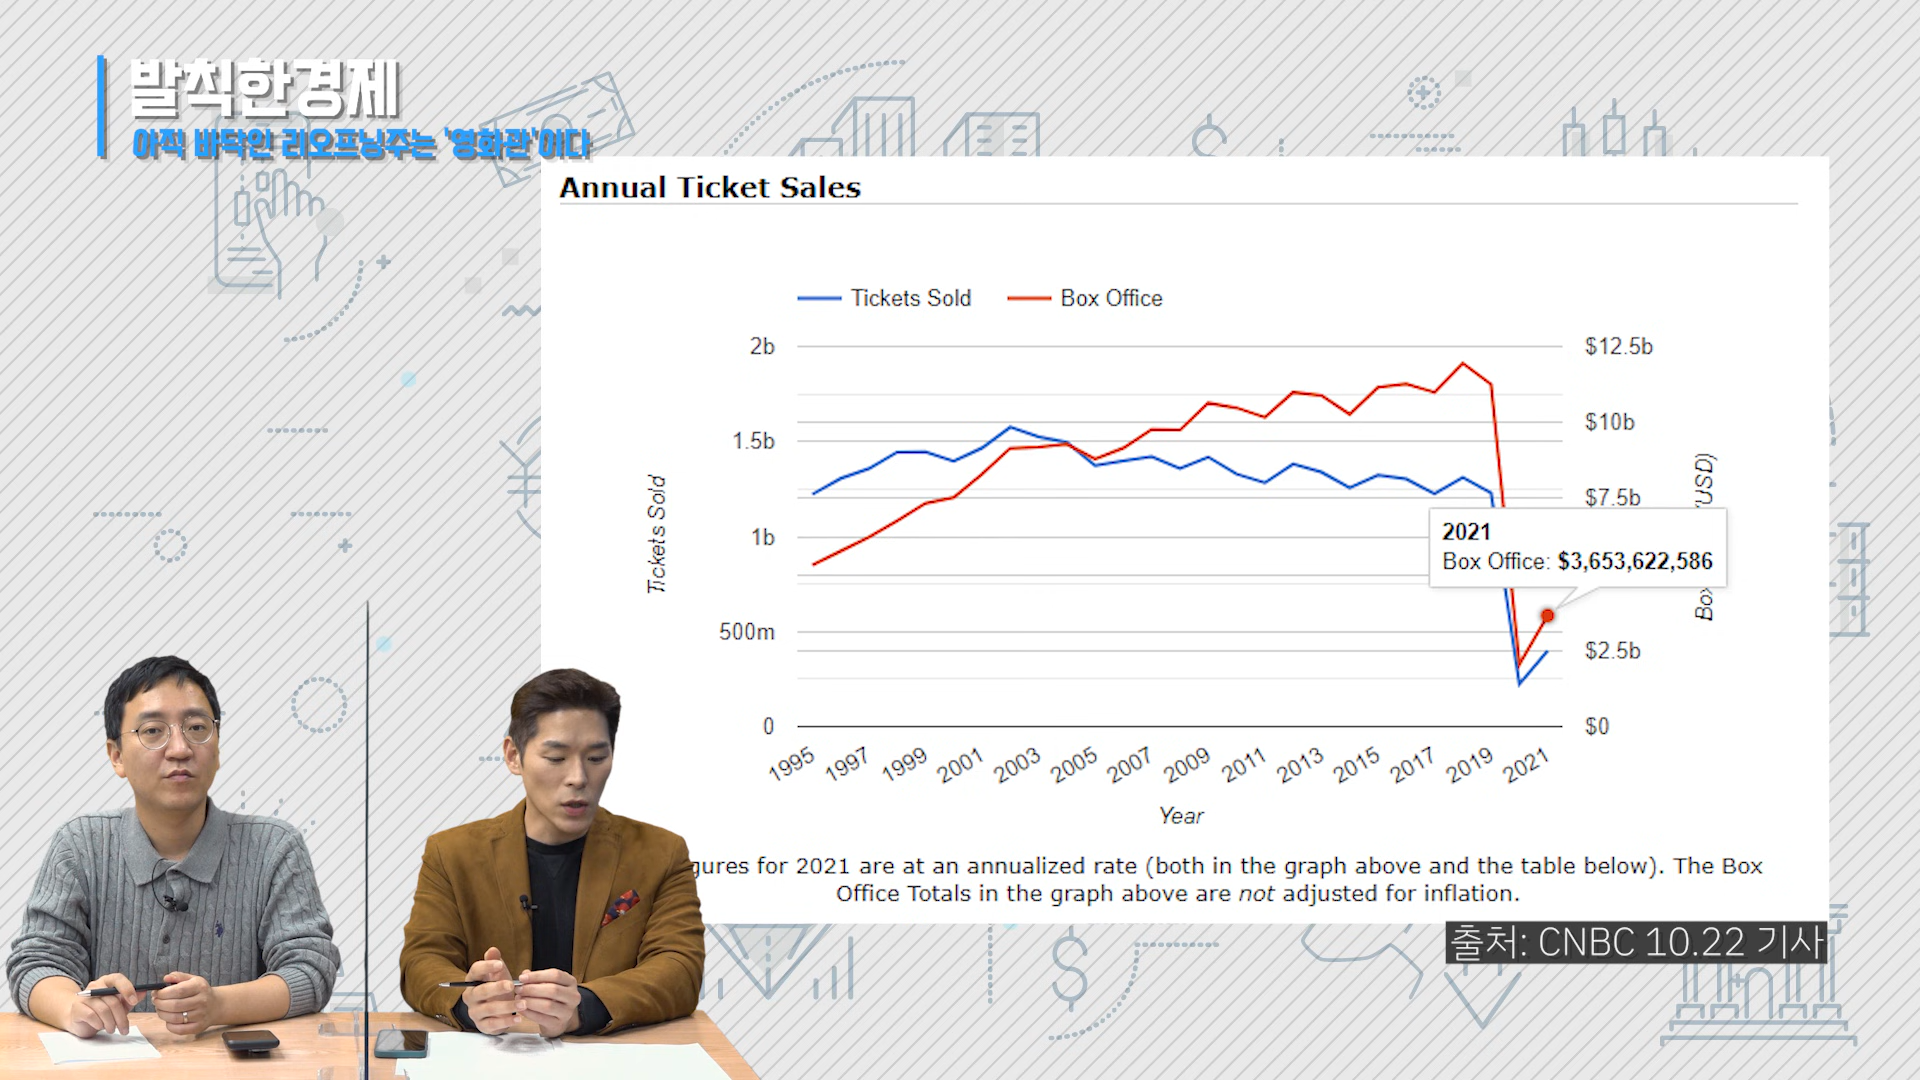 발칙한경제
아직 바닥인 리오프닝주는 '영화관'이다
Annual Ticket Sales
Tickets Sold
Box Office
2b
1.5b
1b
500m
0
$12.5b
$10b
$7.5b
$2.5b
$0
Tickets Sold
USD)
2021
Box Office: $3,653,622,586
1995
1997
1999
2001
2003
2005
2007
2009
2011
2013
2015
2017
2019
2021
Year
gures for 2021 are at an annualized rate (both in the graph above and the table below). The Box
Office Totals in the graph above are not adjusted for inflation.
출처: CNBC 10.22 기사